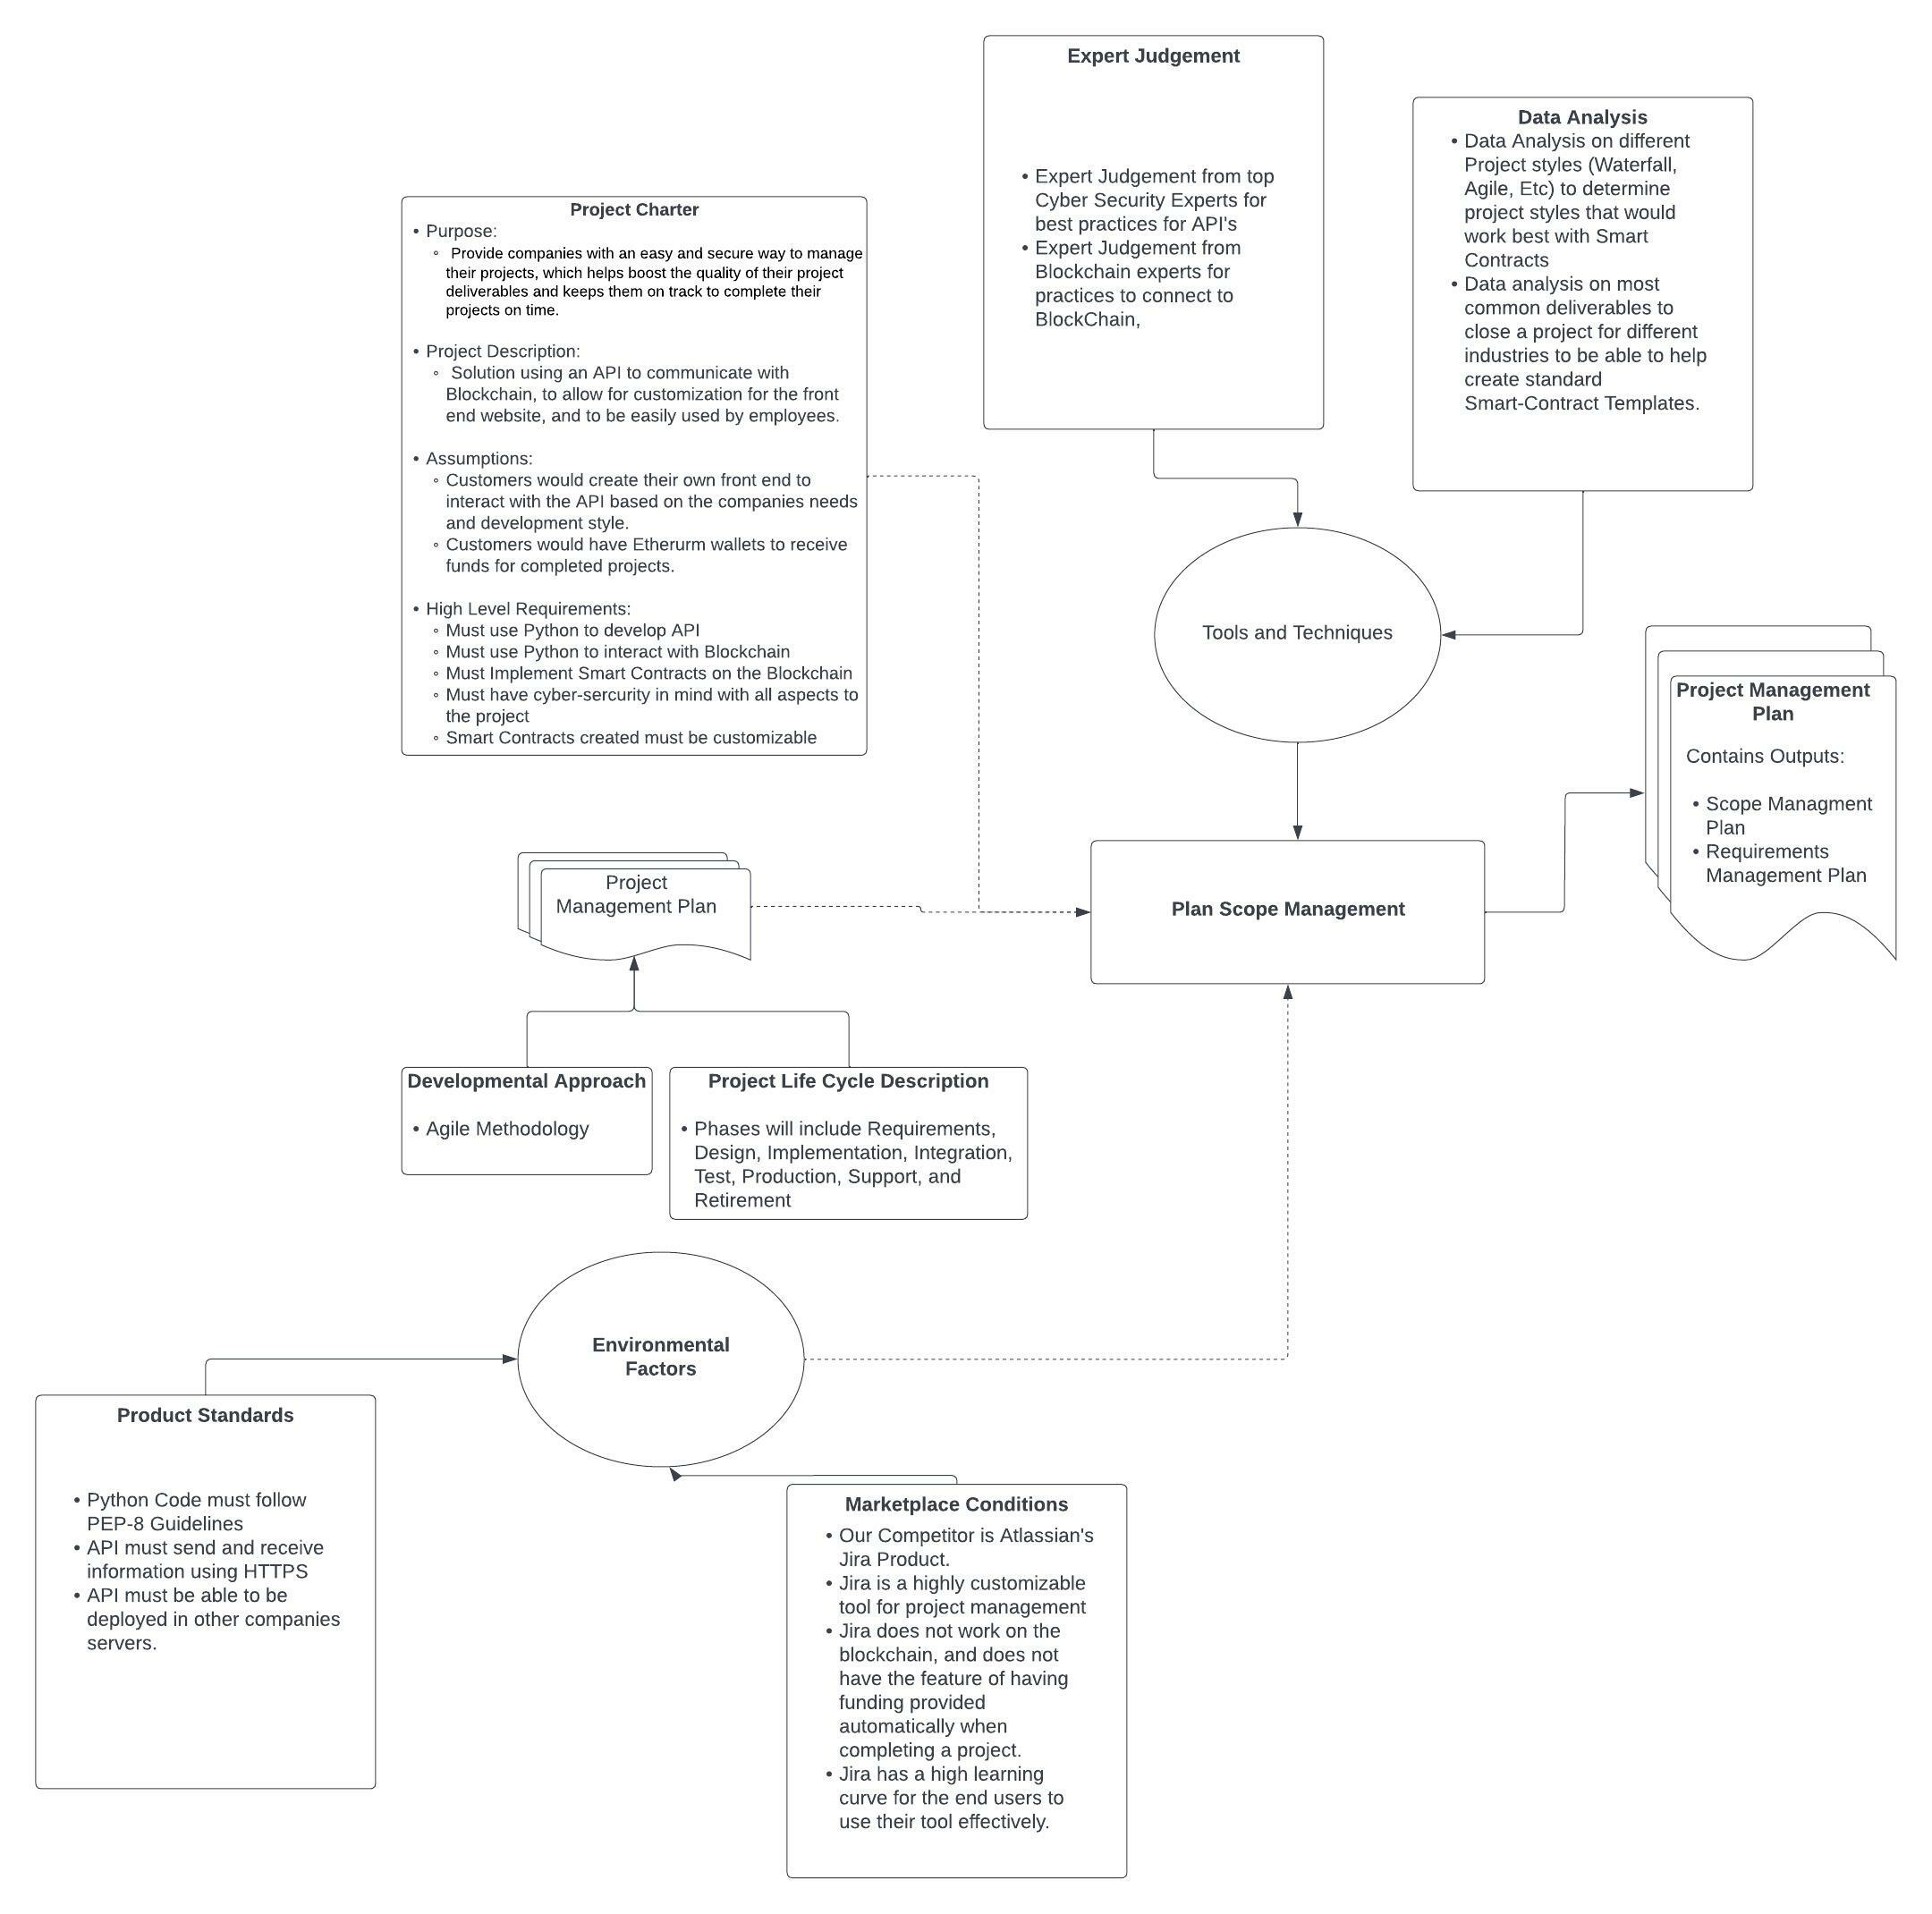 Expert Judgement
• Expert Judgement from top
Cyber Security Experts for
best practices for API's
• Expert Judgement from
Blockchain experts for
practices to connect to
BlockChain,
Data Analysis
• Data Analysis on different
Project styles (Waterfall,
Agile, Etc) to determine
project styles that would
work best with Smart
Contracts
• Data analysis on most
common deliverables to
close a project for different
industries to be able to help
create standard
Smart-Contract Templates.
Project Charter
• Purpose:
◦ Provide companies with an easy and secure way to manage
their projects, which helps boost the quality of their project
deliverables and keeps them on track to complete their
projects on time.
• Project Description:
◦ Solution using an API to communicate with
Blockchain, to allow for customization for the front
end website, and to be easily used by employees.
• Assumptions:
◦ Customers would create their own front end to
interact with the API based on the companies needs
and development style.
◦ Customers would have Etherurm wallets to receive
funds for completed projects.
• High Level Requirements:
◦ Must use Python to develop API
◦ Must use Python to interact with Blockchain
◦ Must Implement Smart Contracts on the Blockchain
◦ Must have cyber-sercurity in mind with all aspects to
the project
◦ Smart Contracts created must be customizable
Tools and Techniques
Project Management
Plan
Contains Outputs:
• Scope Managment
Plan
• Requirements
Management Plan
Project
Management Plan
Plan Scope Management
Developmental Approach
• Agile Methodology
Project Life Cycle Description
• Phases will include Requirements,
Design, Implementation, Integration,
Test, Production, Support, and
Retirement
Environmental
Factors
Product Standards
• Python Code must follow
PEP-8 Guidelines
• API must send and receive
information using HTTPS
• API must be able to be
deployed in other companies
servers.
Marketplace Conditions
• Our Competitor is Atlassian's
Jira Product.
• Jira is a highly customizable
tool for project management
• Jira does not work on the
blockchain, and does not
have the feature of having
funding provided
automatically when
completing a project.
• Jira has a high learning
curve for the end users to
use their tool effectively.